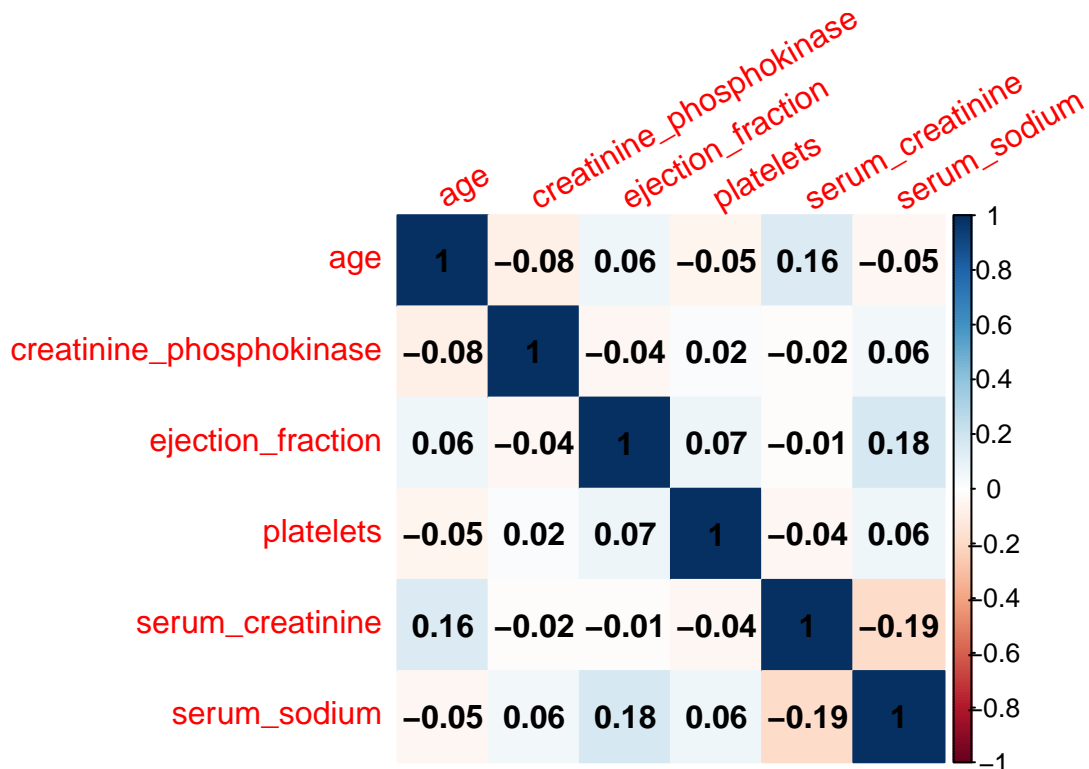 age
creatinine_phosphokinase
ejection_fraction
platelets
serum_creatinine
serum_sodium
age 1 −0.08 0.06 −0.05 0.16 −0.05
creatinine_phosphokinase −0.08 1 −0.04 0.02 −0.02 0.06
ejection_fraction 0.06 −0.04 1 0.07 −0.01 0.18
platelets −0.05 0.02 0.07 1 −0.04 0.06
serum_creatinine 0.16 −0.02 −0.01 −0.04 1 −0.19
serum_sodium −0.05 0.06 0.18 0.06 −0.19 1
1
0.8
0.6
0.4
0.2
0
−0.2
−0.4
−0.6
−0.8
−1